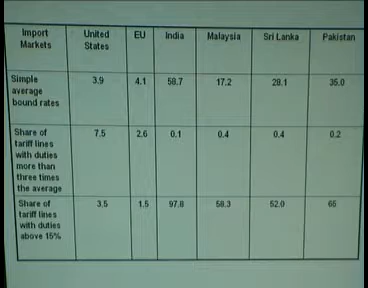 Import Markets United States EU India Malaysia Sri Lanka Pakistan
Simple average bound rates 3.9 4.1 58.7 17.2 28.1 35.0
Share of tariff lines with duties more than three times the average 7.5 2.6 0.1 0.4 0.4 0.2
Share of tariff lines with duties above 15% 3.5 1.5 97.8 58.3 52.0 65